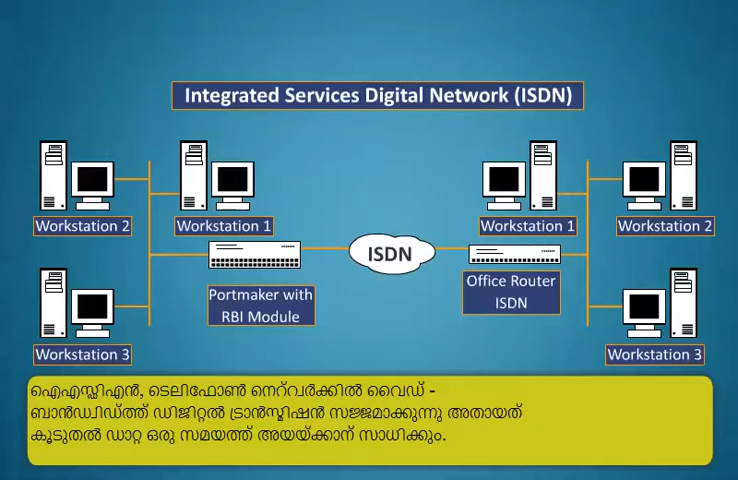 Integrated Services Digital Network (ISDN)
Workstation 2
Workstation 1
Workstation 1
Workstation 2
ISDN
Portmaker with
RBI Module
Office Router
ISDN
Workstation 3
Workstation 3
ഐഎസ്ഡിഎൻ, ടെലിഫോൺ നെറ്‌വർക്കിൽ വൈഡ് -
ബാൻഡ്‌വിഡ്ത്ത് ഡിജിറ്റൽ ട്രാൻസ്മിഷൻ സജ്ജമാക്കുന്നു അതായത്
കൂടുതൽ ഡാറ്റ ഒരു സമയത്ത് അയയ്ക്കാന് സാധിക്കും.